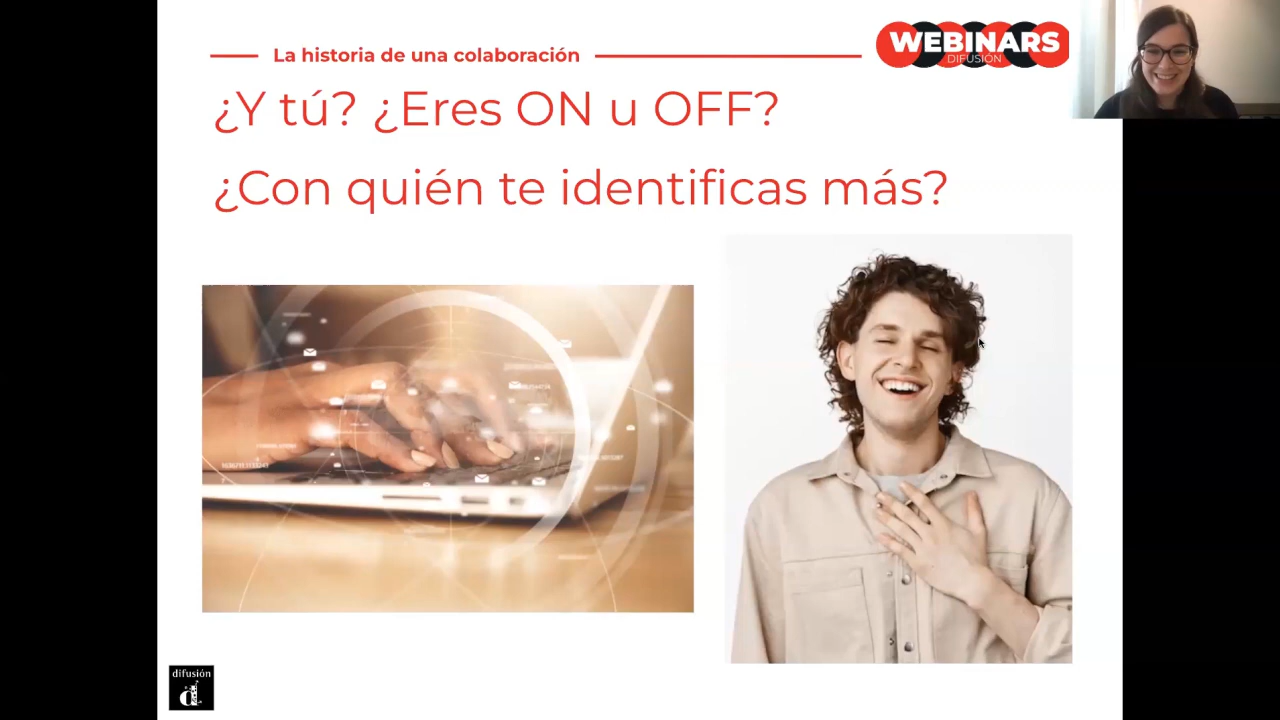 La historia de una colaboración
WEBINARS
DIFUSIÓN
¿Y tú? ¿Eres ON u OFF?
¿Con quién te identificas más?
difusión